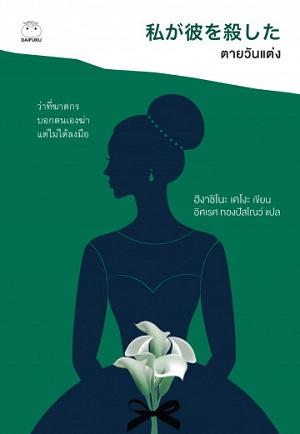 DAIFUKU
私が彼を殺した
ตายวันแต่ง
ว่าที่ฆาตกร
บอกตนเองฆ่า
แต่ไม่ได้ลงมือ
ฮิงาชิโนะ เคโงะ เขียน
อิศเรศ ทองปัสโณว์ แปล